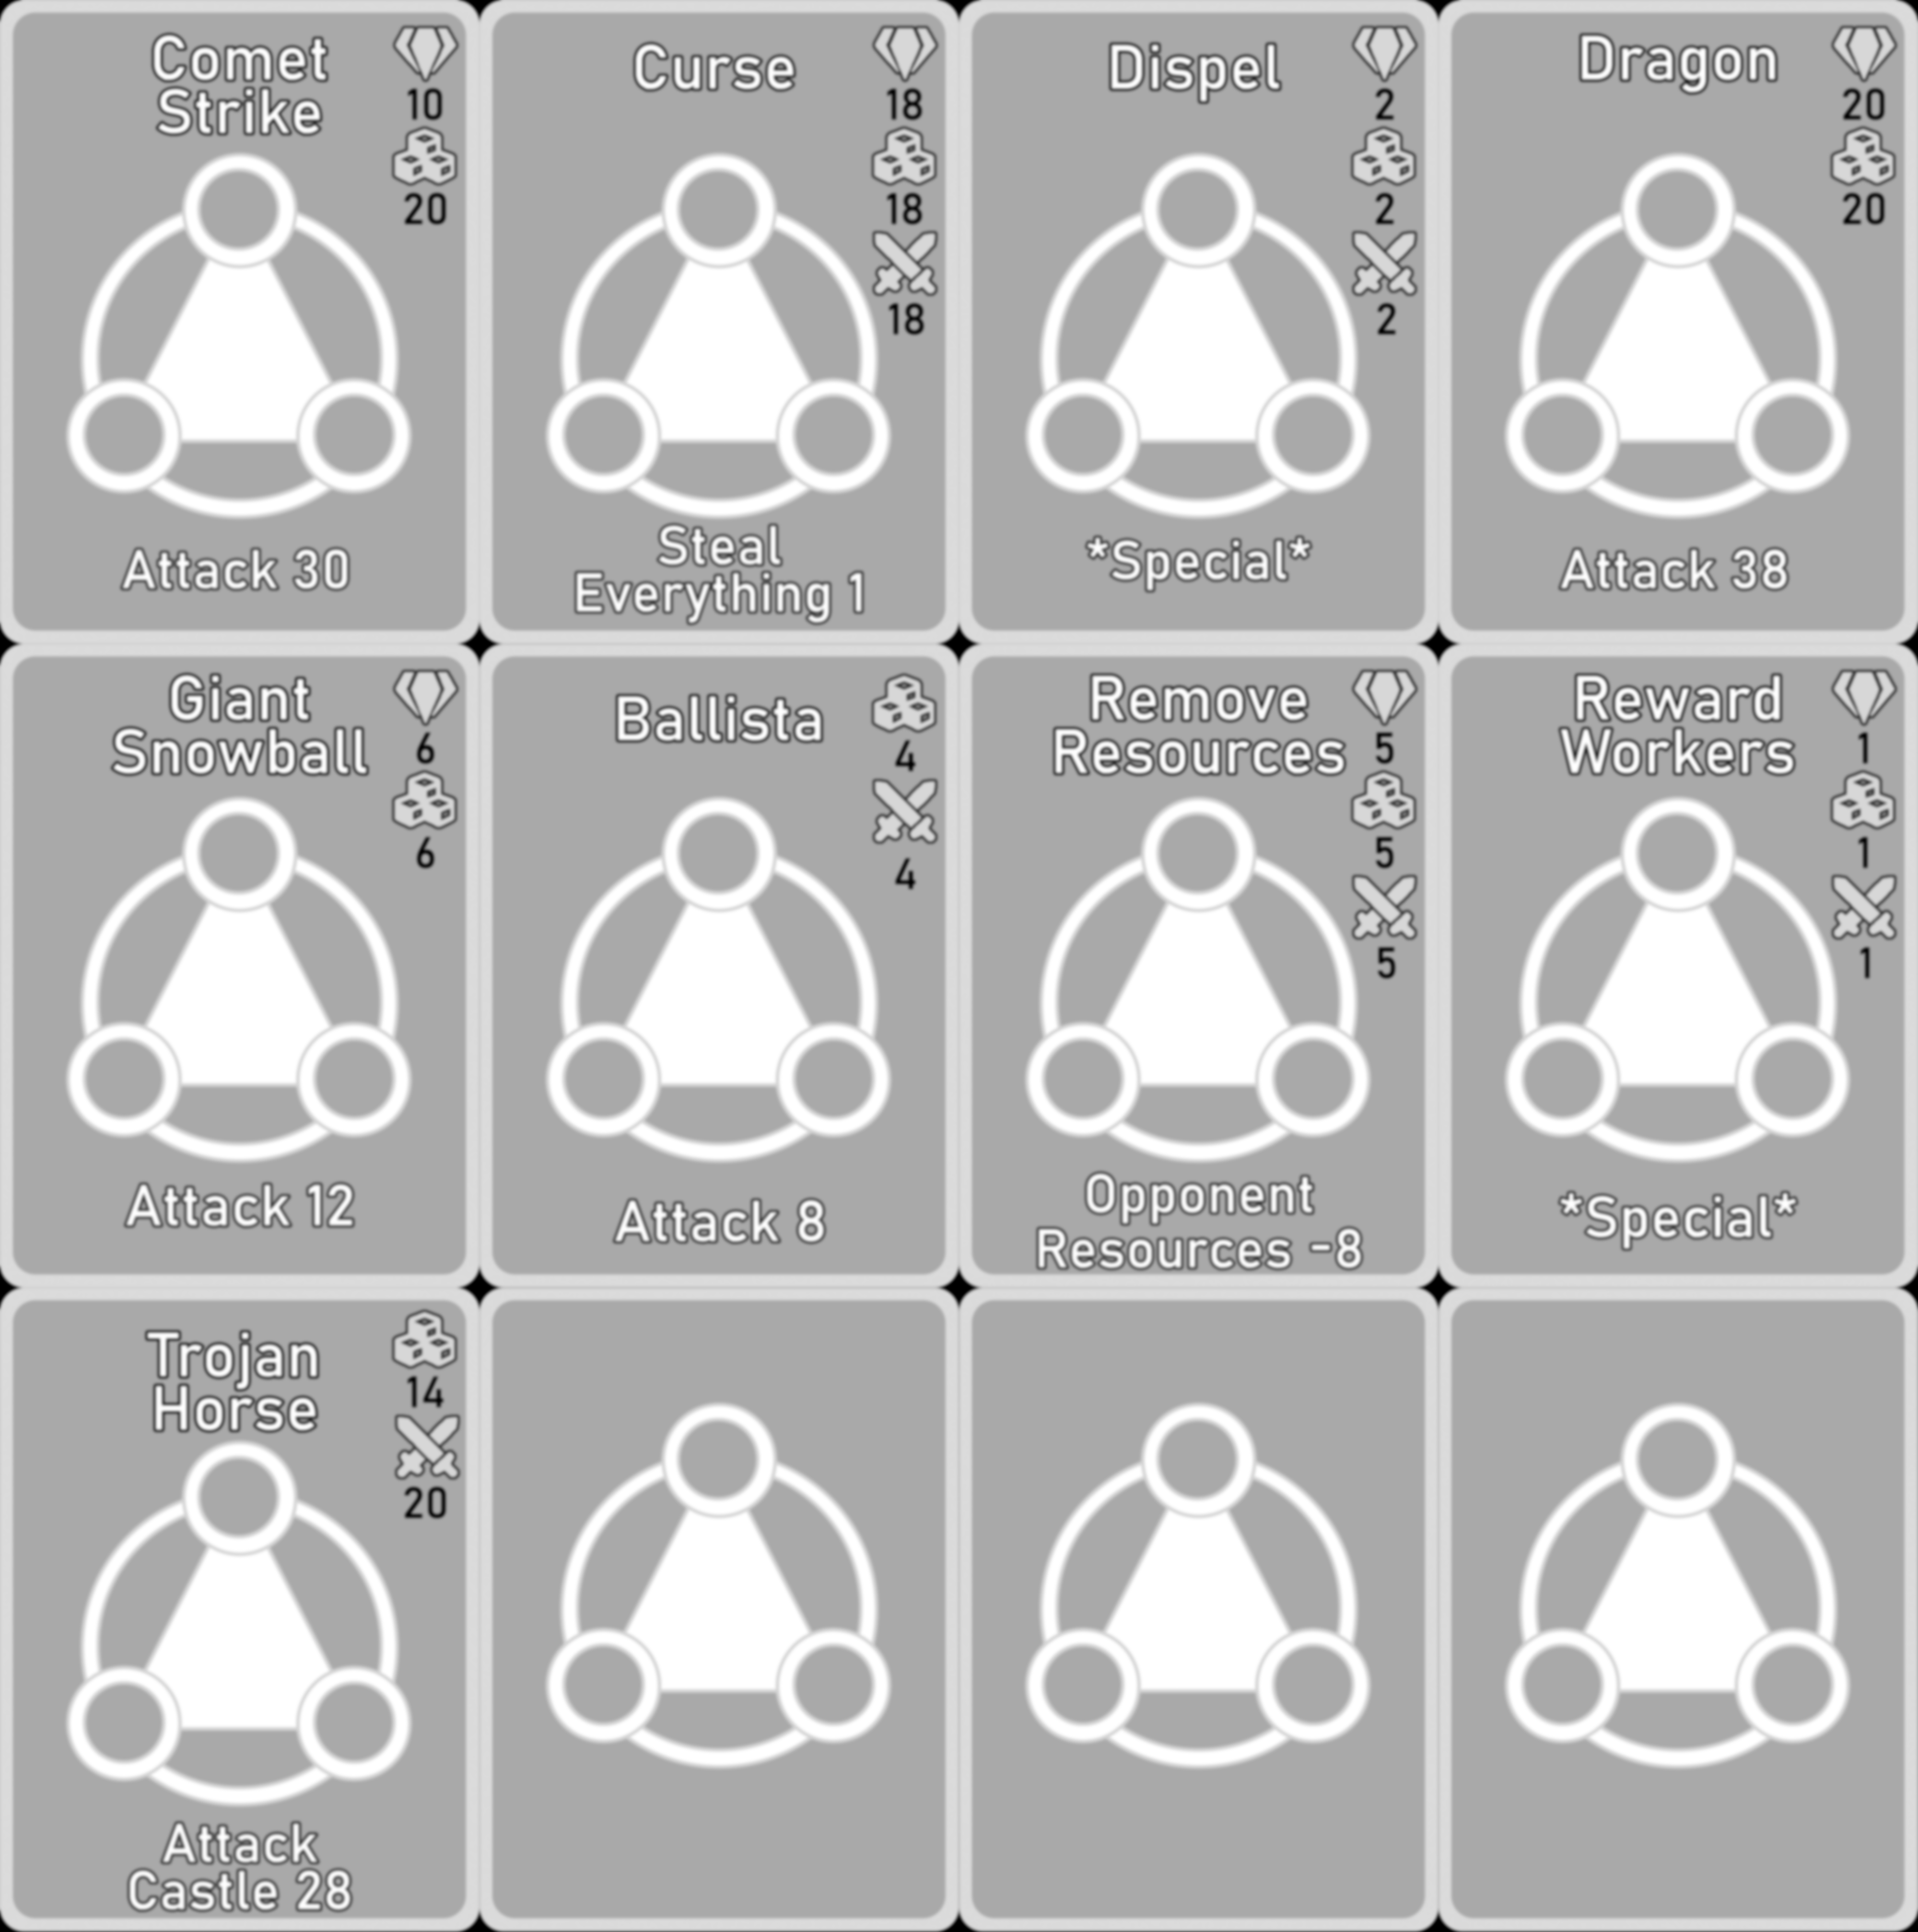 Comet
Strike
10
20
Attack 30
Curse
18
18
18
Steal
Everything 1
Dispel
2
2
2
*Special*
Dragon
20
20
Attack 38
Giant
Snowball
6
6
Attack 12
Ballista
4
4
Attack 8
Remove
Resources
5
5
5
Opponent
Resources -8
Reward
Workers
1
1
1
*Special*
Trojan
Horse
14
20
Attack
Castle 28